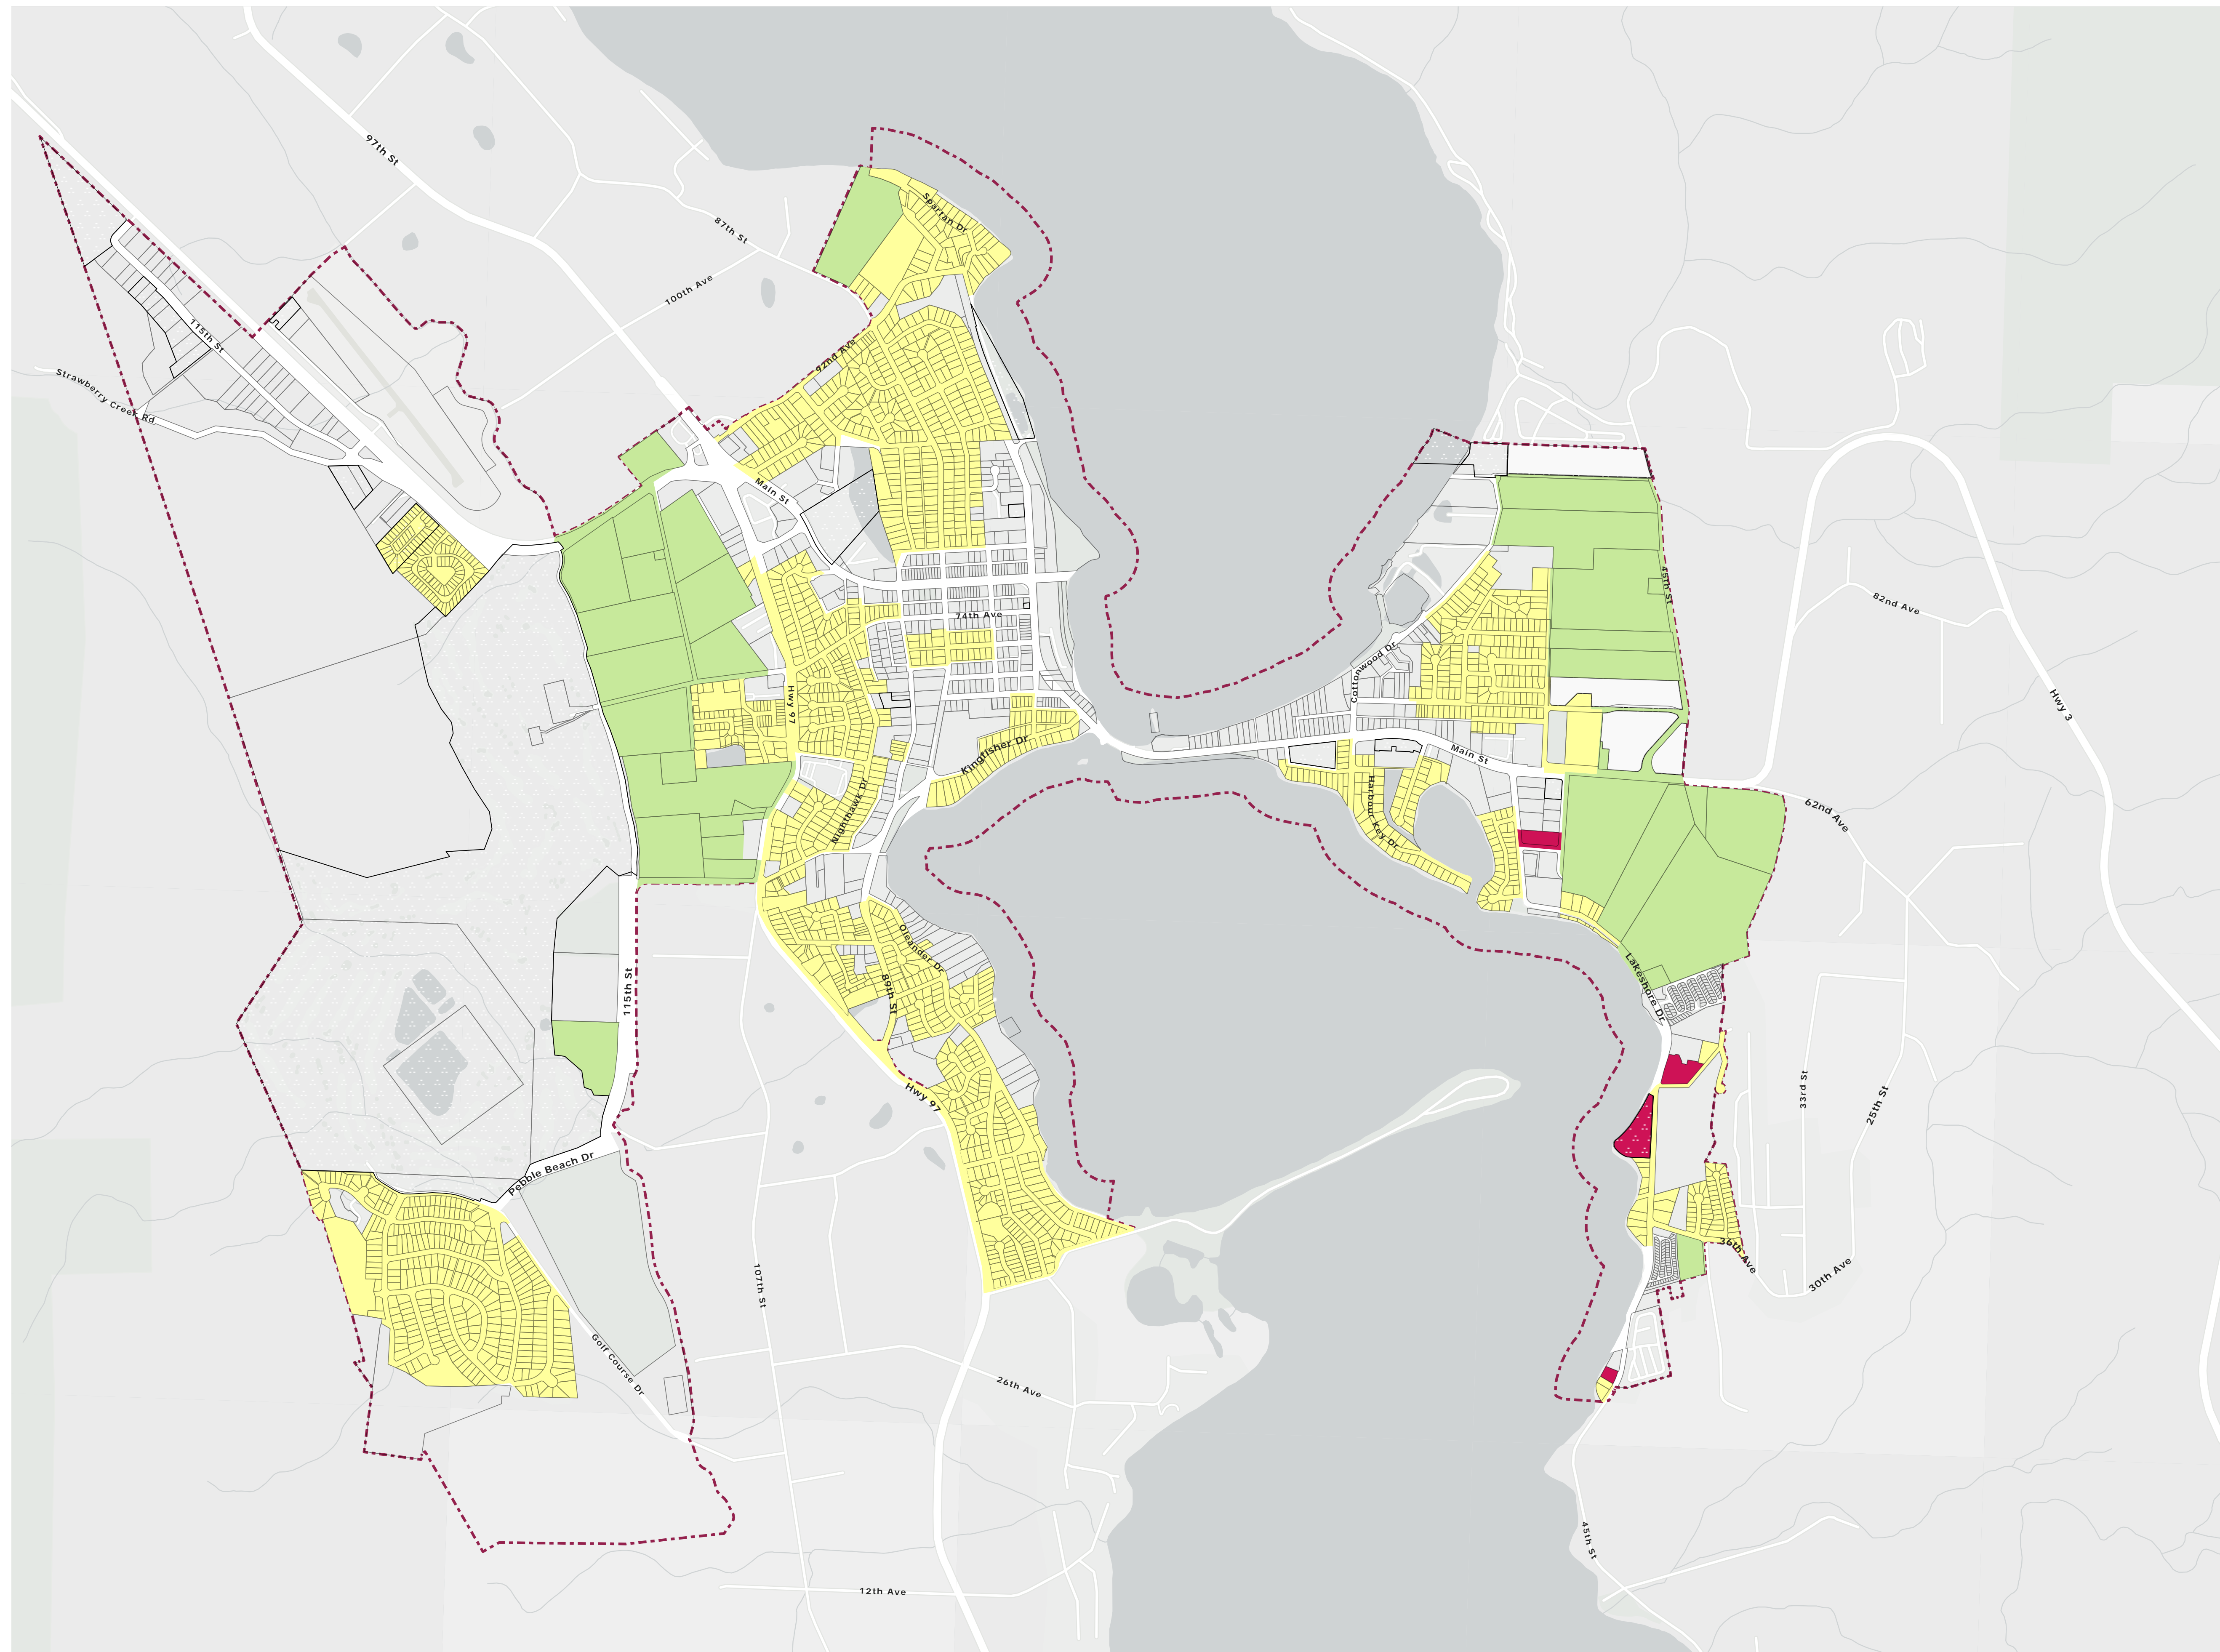 97th St
Spartan Dr
87th St
100th Ave
115th St
92nd Ave
Strawberry Creek Rd
Main St
45th St
82nd Ave
74th Ave
Cottonwood Dr
Hwy 97
Hwy 3
Kingfisher Dr
Main St
Nighthawk Dr
Harbour Key Dr
62nd Ave
Oleander Dr
89th St
115th St
Lakeshore Dr
Hwy 97
33rd St
25th St
Pebble Beach Dr
36th Ave
30th Ave
107th St
Golf Course Dr
26th Ave
45th St
12th Ave